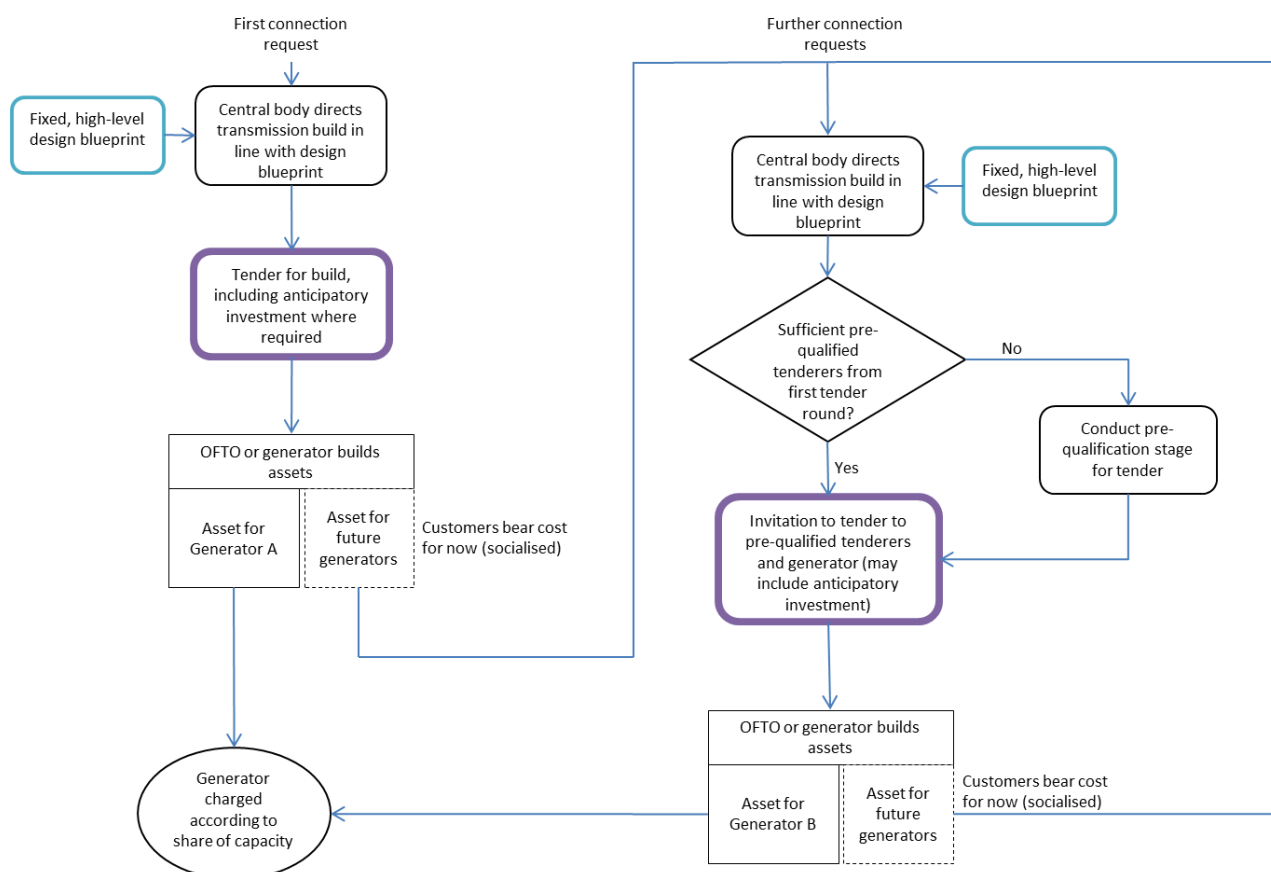 First connection
request
Fixed, high-level
design blueprint
Central body directs
transmission build in
line with design
blueprint
Tender for build,
including anticipatory
investment where
required
OFTO or generator builds
assets
Asset for
Generator A
Asset for
future
generators
Customers bear cost
for now (socialised)
Generator
charged
according to
share of capacity
Further connection
requests
Central body directs
transmission build in
line with design
blueprint
Fixed, high-level
design blueprint
Sufficient pre-
qualified
tenderers from
first tender
round?
No
Conduct pre-
qualification stage
for tender
Yes
Invitation to tender to
pre-qualified tenderers
and generator (may
include anticipatory
investment)
OFTO or generator builds
assets
Asset for
Generator B
Asset for
future
generators
Customers bear cost
for now (socialised)